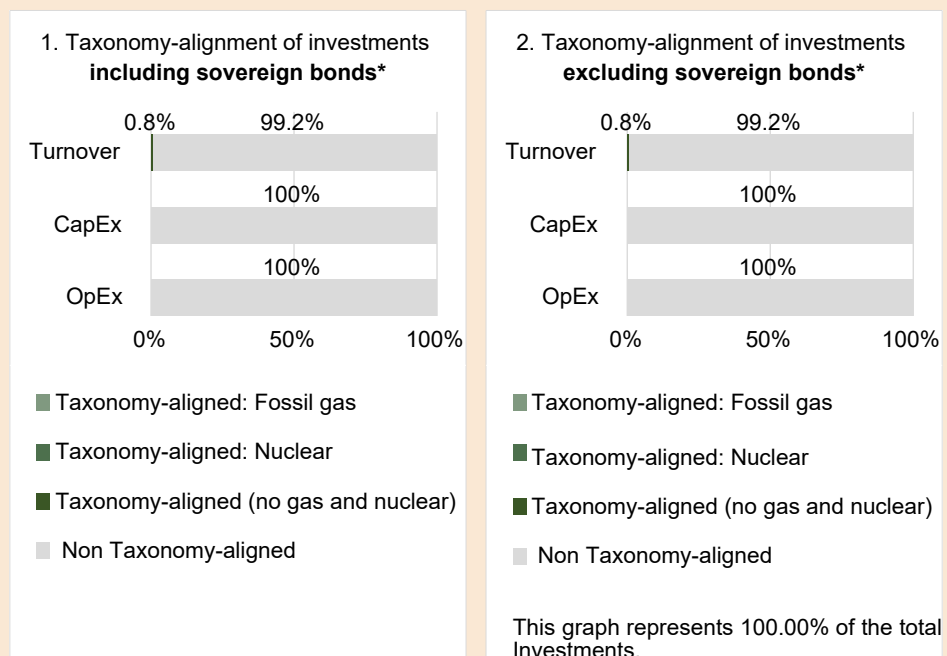 1. Taxonomy-alignment of investments
including sovereign bonds*
0.8% 99.2%
Turnover
100%
CapEx
100%
OpEx
0% 50% 100%
Taxonomy-aligned: Fossil gas
Taxonomy-aligned: Nuclear
Taxonomy-aligned (no gas and nuclear)
Non Taxonomy-aligned
2. Taxonomy-alignment of investments
excluding sovereign bonds*
0.8% 99.2%
Turnover
100%
CapEx
100%
OpEx
0% 50% 100%
Taxonomy-aligned: Fossil gas
Taxonomy-aligned: Nuclear
Taxonomy-aligned (no gas and nuclear)
Non Taxonomy-aligned
This graph represents 100.00% of the total
Investments.